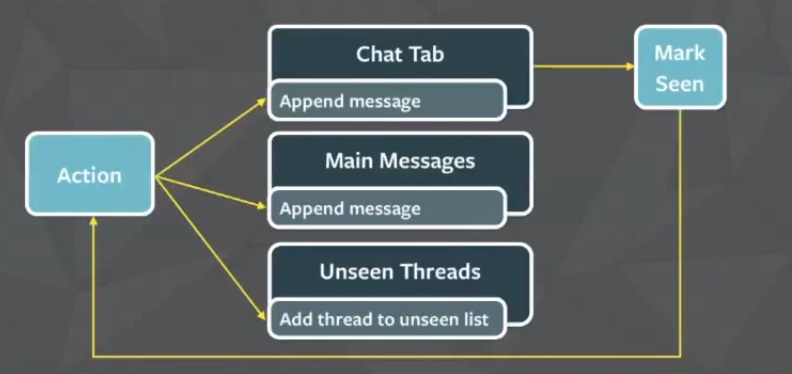 Chat Tab
Append message
Mark
Seen
Action
Main Messages
Append message
Unseen Threads
Add thread to unseen list